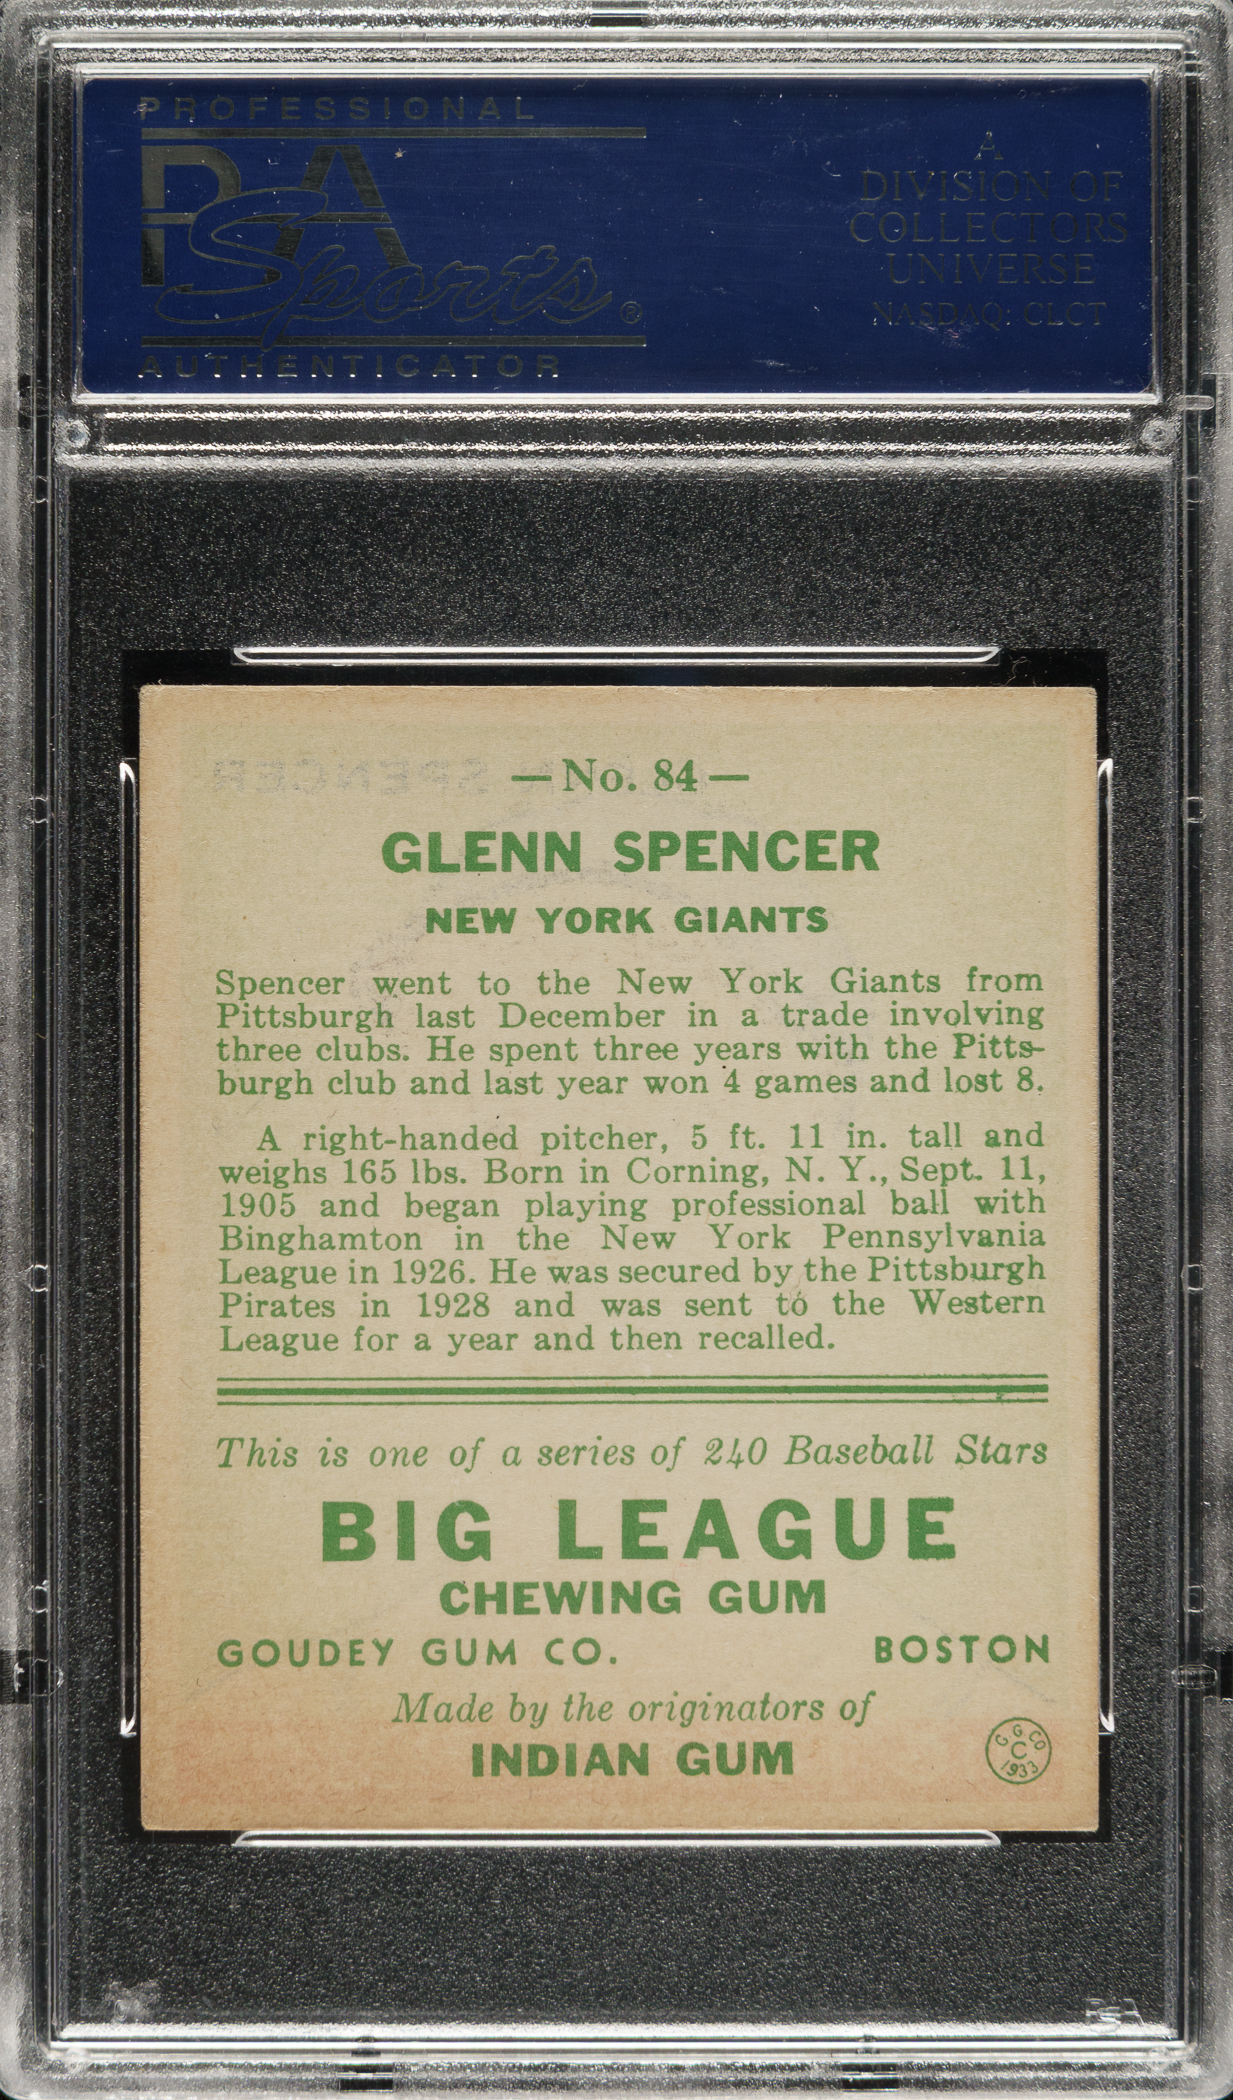 PROFESSIONAL
PSA
Sports®
AUTHENTICATOR
A
DIVISION OF
COLLECTORS
UNIVERSE
NASDAQ: CLCT
SPENCER
—No. 84—
GLENN SPENCER
NEW YORK GIANTS
Spencer went to the New York Giants from
Pittsburgh last December in a trade involving
three clubs. He spent three years with the Pitts-
burgh club and last year won 4 games and lost 8.
A right-handed pitcher, 5 ft. 11 in. tall and
weighs 165 lbs. Born in Corning, N. Y., Sept. 11,
1905 and began playing professional ball with
Binghamton in the New York Pennsylvania
League in 1926. He was secured by the Pittsburgh
Pirates in 1928 and was sent to the Western
League for a year and then recalled.
This is one of a series of 240 Baseball Stars
BIG LEAGUE
CHEWING GUM
GOUDEY GUM CO. BOSTON
Made by the originators of
INDIAN GUM
G. G. CO
C
1933
PSA